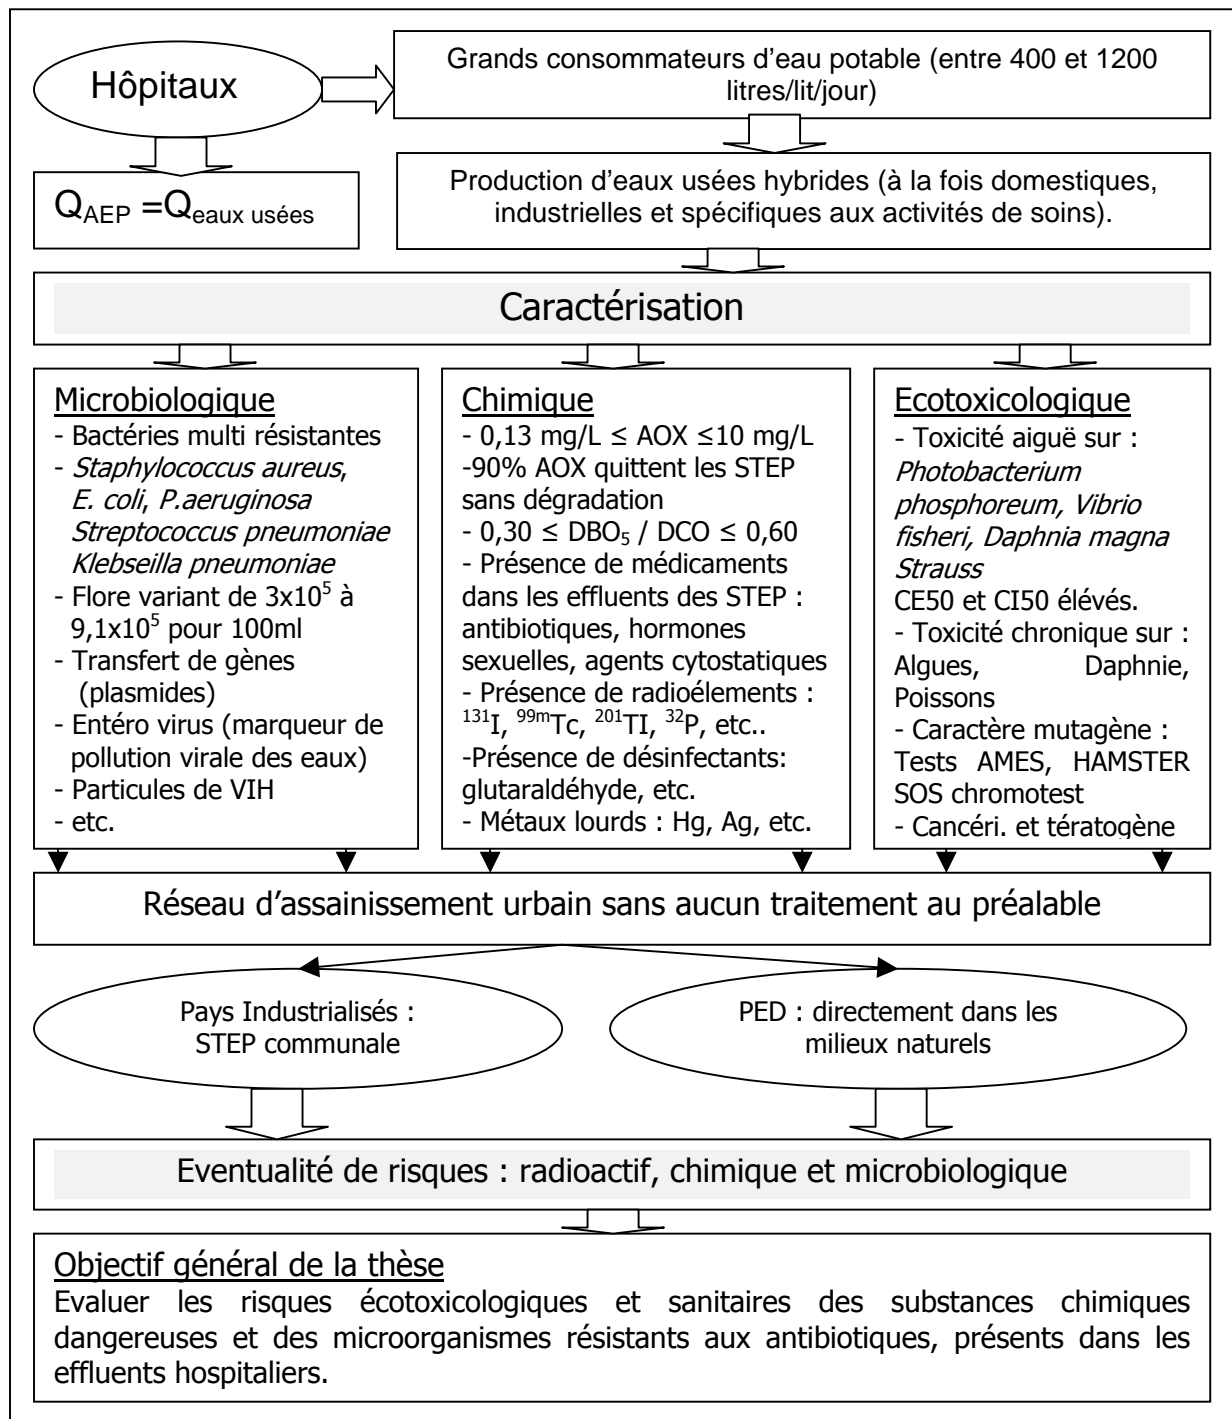 Hôpitaux
Grands consommateurs d'eau potable (entre 400 et 1200
litres/lit/jour)
Q_AEP =Q_eaux usées
Production d'eaux usées hybrides (à la fois domestiques,
industrielles et spécifiques aux activités de soins).
Caractérisation
Microbiologique
- Bactéries multi résistantes
- Staphylococcus aureus,
E. coli, P.aeruginosa
Streptococcus pneumoniae
Klebseilla pneumoniae
- Flore variant de 3x10⁵ à
9,1x10⁵ pour 100ml
- Transfert de gènes
(plasmides)
- Entéro virus (marqueur de
pollution virale des eaux)
- Particules de VIH
- etc.
Chimique
- 0,13 mg/L ≤ AOX ≤10 mg/L
-90% AOX quittent les STEP
sans dégradation
- 0,30 ≤ DBO₅ / DCO ≤ 0,60
- Présence de médicaments
dans les effluents des STEP :
antibiotiques, hormones
sexuelles, agents cytostatiques
- Présence de radioélements :
¹³¹I, ⁹⁹ᵐTc, ²⁰¹TI, ³²P, etc..
-Présence de désinfectants:
glutaraldéhyde, etc.
- Métaux lourds : Hg, Ag, etc.
Ecotoxicologique
- Toxicité aiguë sur :
Photobacterium
phosphoreum, Vibrio
fisheri, Daphnia magna
Strauss
CE50 et CI50 élévés.
- Toxicité chronique sur :
Algues, Daphnie,
Poissons
- Caractère mutagène :
Tests AMES, HAMSTER
SOS chromotest
- Cancéri. et tératogène
Réseau d'assainissement urbain sans aucun traitement au préalable
Pays Industrialisés :
STEP communale
PED : directement dans les
milieux naturels
Eventualité de risques : radioactif, chimique et microbiologique
Objectif général de la thèse
Evaluer les risques écotoxicologiques et sanitaires des substances chimiques
dangereuses et des microorganismes résistants aux antibiotiques, présents dans les
effluents hospitaliers.